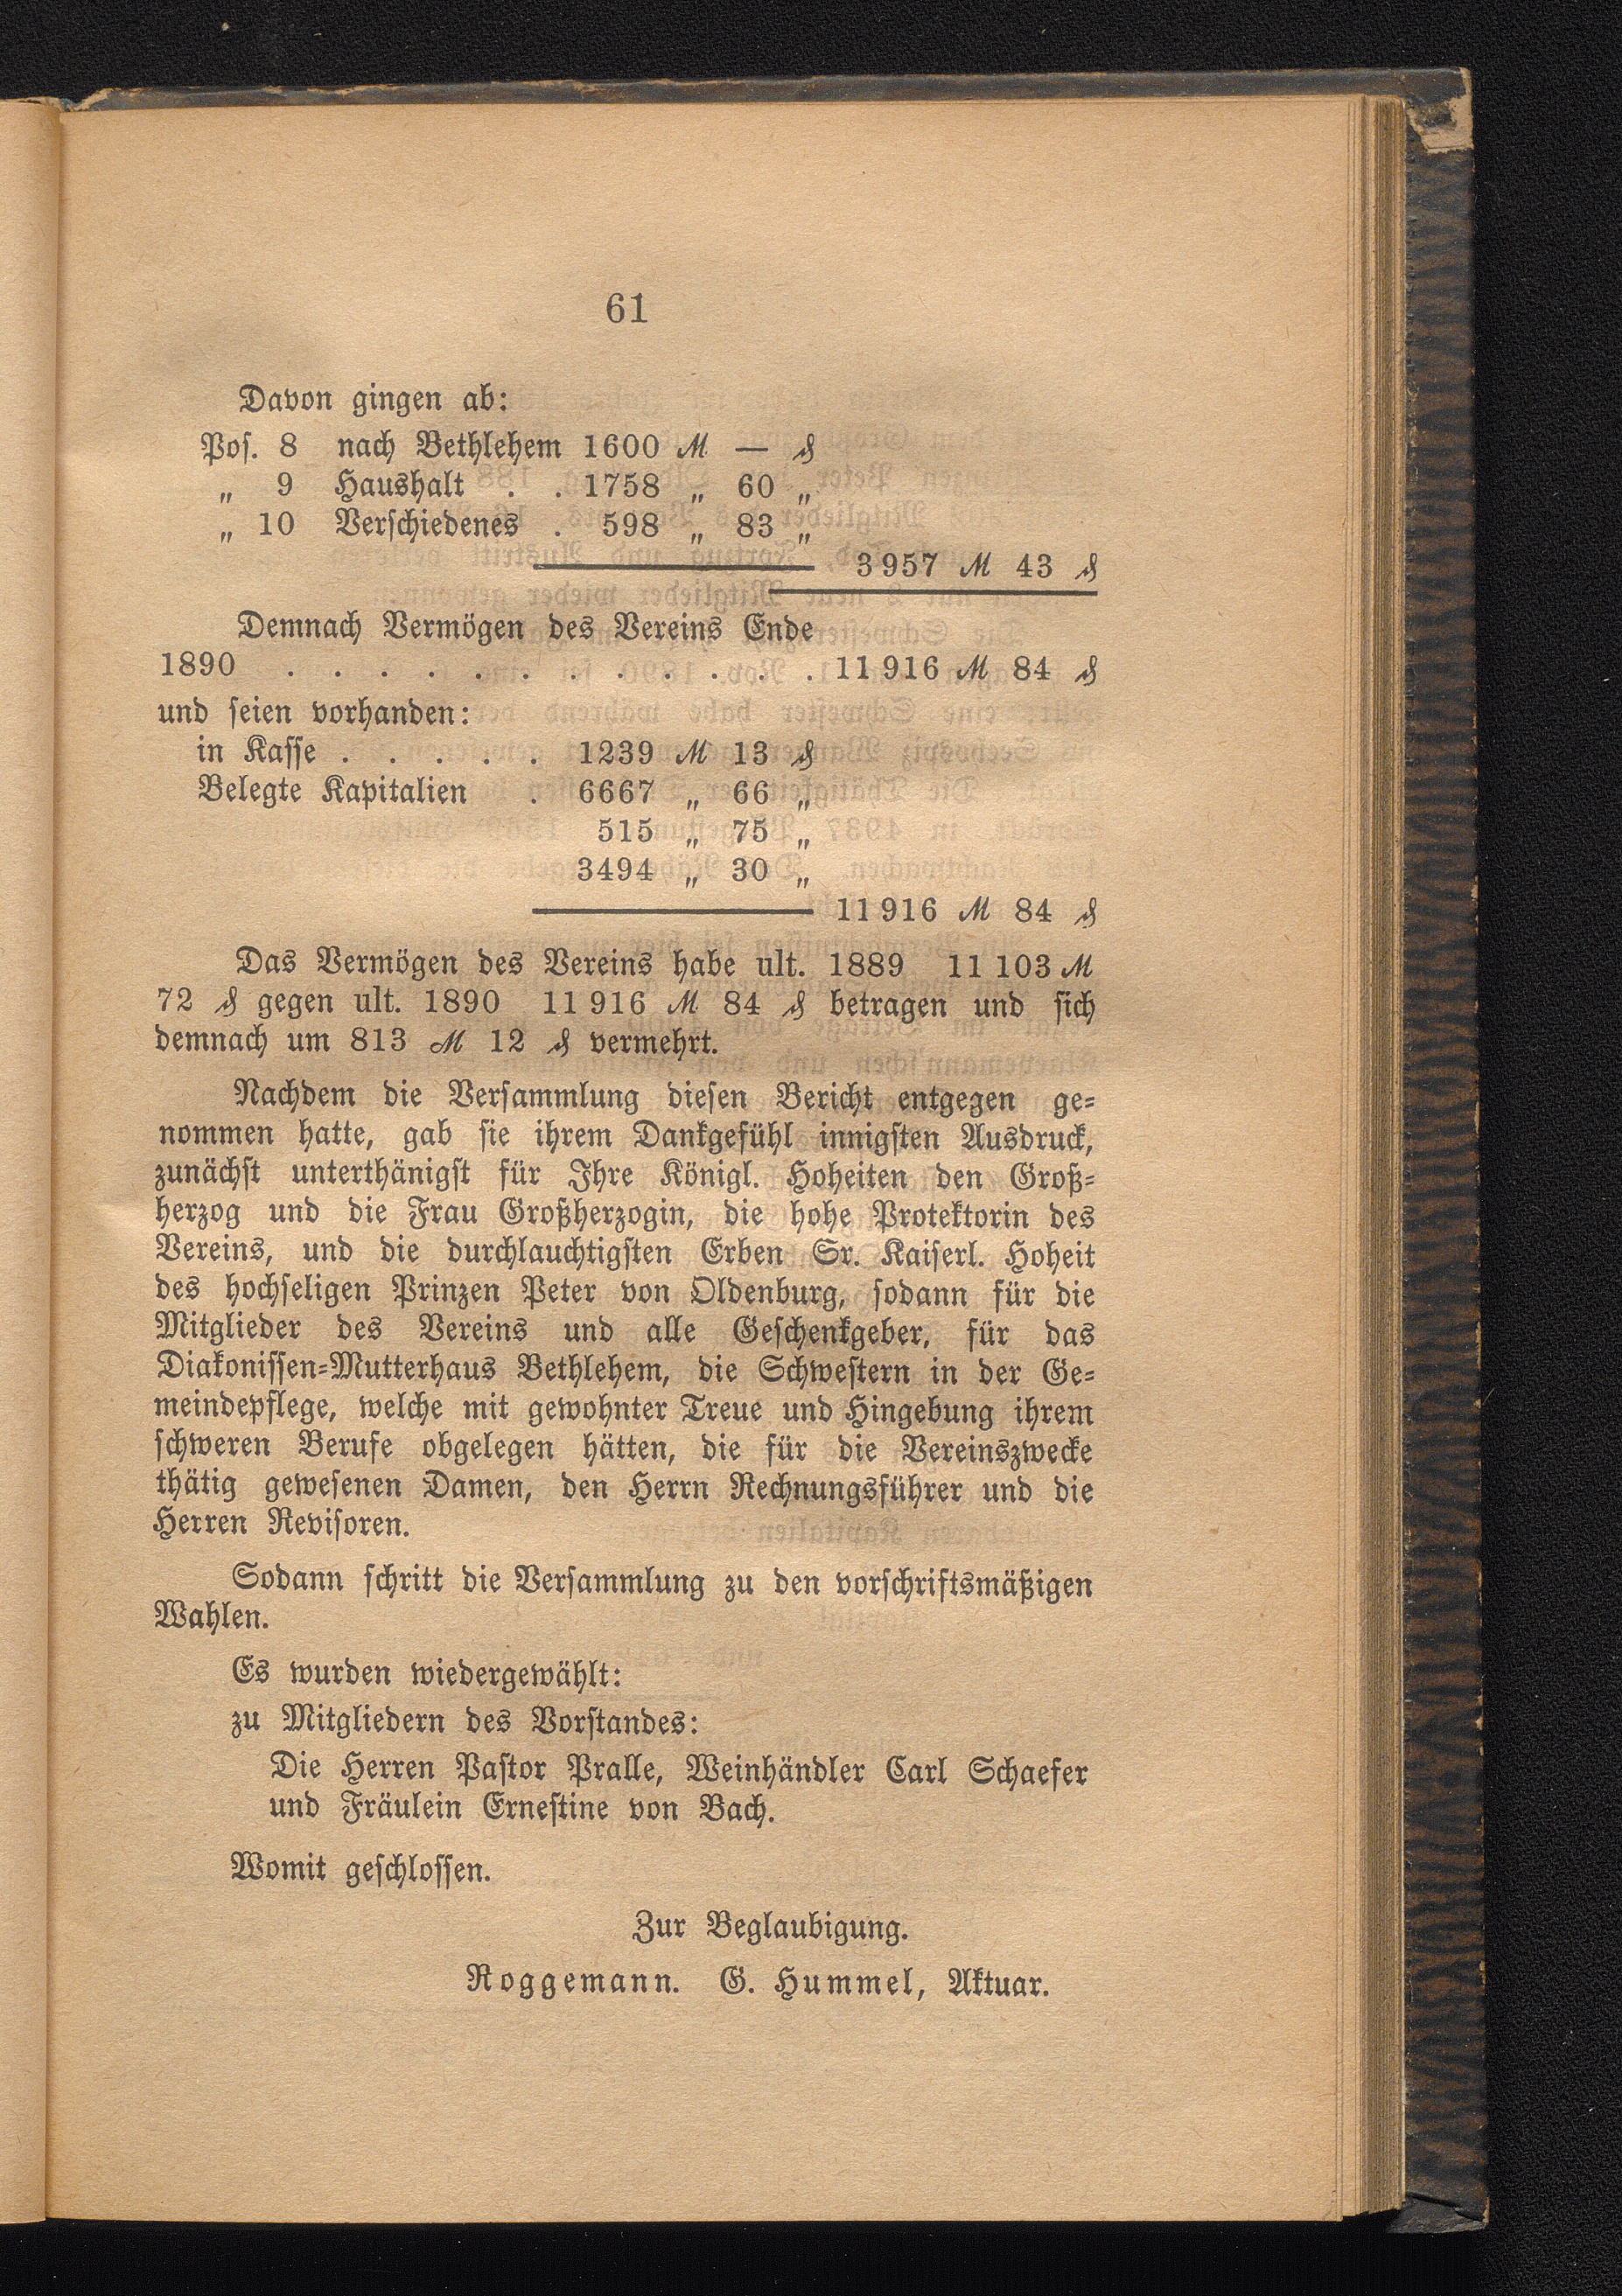 61
Davon gingen ab:
Pos. 8 nach Bethlehem 1600 ℳ — ₰
„ 9 Haushalt . . 1758 „ 60 „
„ 10 Verschiedenes . 598 „ 83 „
3957 ℳ 43 ₰
Demnach Vermögen des Vereins Ende
1890 . . . . . . . . . . . . 11916 ℳ 84 ₰
und seien vorhanden:
in Kasse . . . . . 1239 ℳ 13 ₰
Belegte Kapitalien . 6667 „ 66 „
515 „ 75 „
3494 „ 30 „
11916 ℳ 84 ₰
Das Vermögen des Vereins habe ult. 1889 11103 ℳ
72 ₰ gegen ult. 1890 11916 ℳ 84 ₰ betragen und sich
demnach um 813 ℳ 12 ₰ vermehrt.
Nachdem die Versammlung diesen Bericht entgegen ge-
nommen hatte, gab sie ihrem Dankgefühl innigsten Ausdruck,
zunächst unterthänigst für Ihre Königl. Hoheiten den Groß-
herzog und die Frau Großherzogin, die hohe Protektorin des
Vereins, und die durchlauchtigsten Erben Sr. Kaiserl. Hoheit
des hochseligen Prinzen Peter von Oldenburg, sodann für die
Mitglieder des Vereins und alle Geschenkgeber, für das
Diakonissen-Mutterhaus Bethlehem, die Schwestern in der Ge-
meindepflege, welche mit gewohnter Treue und Hingebung ihrem
schweren Berufe obgelegen hätten, die für die Vereinszwecke
thätig gewesenen Damen, den Herrn Rechnungsführer und die
Herren Revisoren.
Sodann schritt die Versammlung zu den vorschriftsmäßigen
Wahlen.
Es wurden wiedergewählt:
zu Mitgliedern des Vorstandes:
Die Herren Pastor Pralle, Weinhändler Carl Schaefer
und Fräulein Ernestine von Bach.
Womit geschlossen.
Zur Beglaubigung.
Roggemann. G. Hummel, Aktuar.